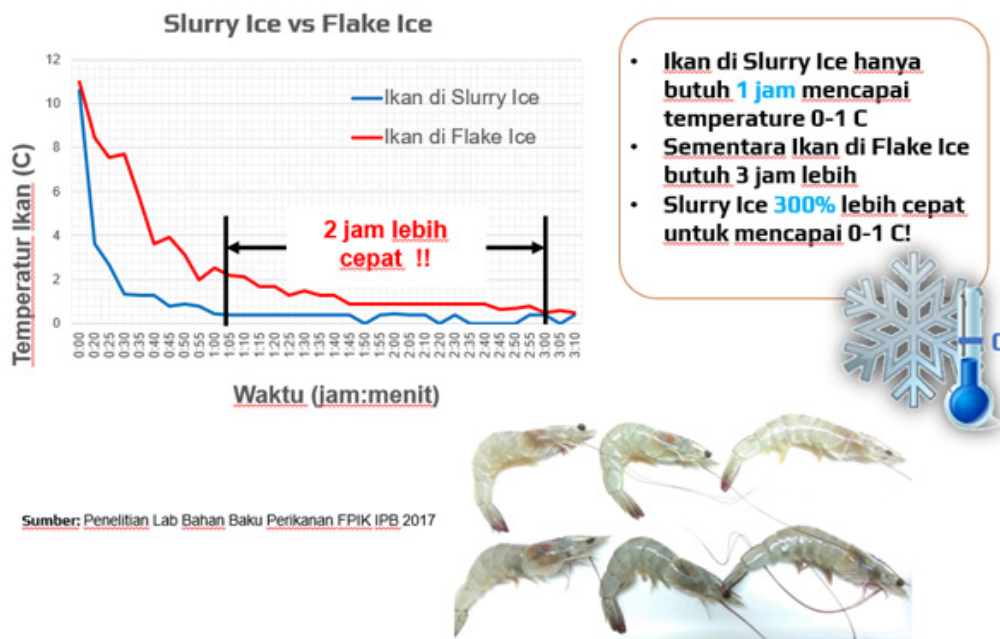 Slurry Ice vs Flake Ice
12
10
8
6
4
2
0
Temperatur Ikan (C)
Ikan di Slurry Ice
Ikan di Flake Ice
2 jam lebih
cepat !!
0:00
0:20
0:25
0:30
0:35
0:40
0:45
0:50
0:55
1:00
1:05
1:10
1:15
1:20
1:25
1:30
1:35
1:40
1:45
1:50
1:55
2:00
2:05
2:10
2:15
2:20
2:25
2:30
2:35
2:40
2:45
2:50
2:55
3:00
3:05
3:10
Waktu (jam:menit)
• Ikan di Slurry Ice hanya
butuh 1 jam mencapai
temperature 0-1 C
• Sementara Ikan di Flake Ice
butuh 3 jam lebih
• Slurry Ice 300% lebih cepat
untuk mencapai 0-1 C!
Sumber: Penelitian Lab Bahan Baku Perikanan FPIK IPB 2017